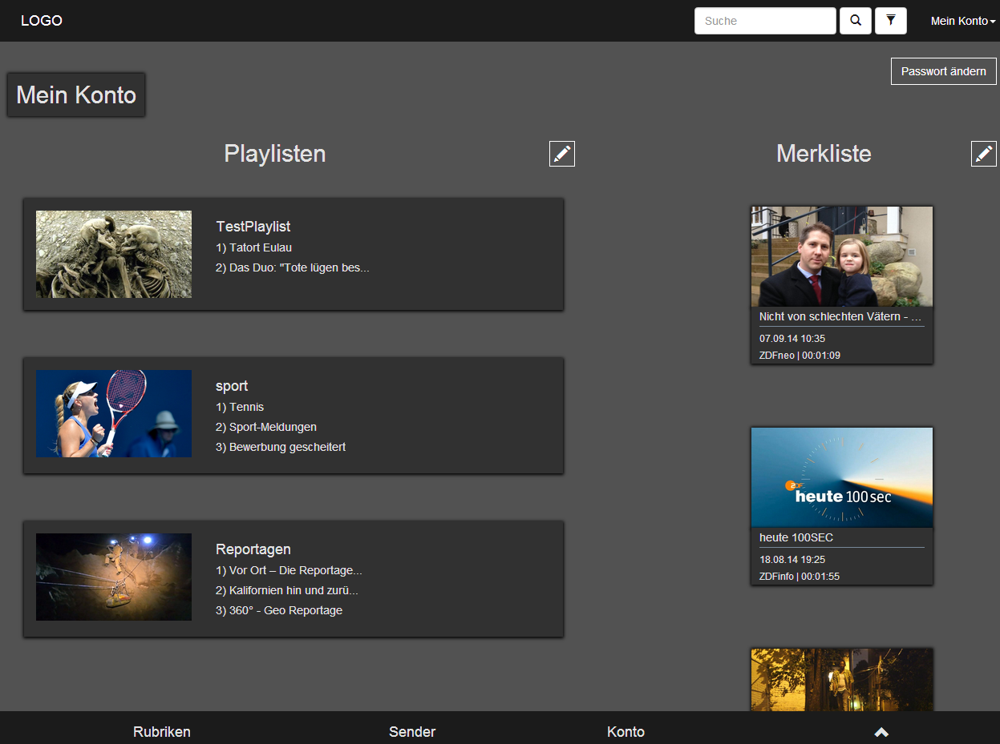 LOGO
Suche
Mein Konto
Passwort ändern
Mein Konto
Playlisten
Merkliste
TestPlaylist
1) Tatort Eulau
2) Das Duo: "Tote lügen bes...
sport
1) Tennis
2) Sport-Meldungen
3) Bewerbung gescheitert
Reportagen
1) Vor Ort – Die Reportage...
2) Kalifornien hin und zurü...
3) 360° - Geo Reportage
Nicht von schlechten Vätern - ...
07.09.14 10:35
ZDFneo | 00:01:09
ZDF
heute 100 sec
heute 100SEC
18.08.14 19:25
ZDFinfo | 00:01:55
Rubriken
Sender
Konto